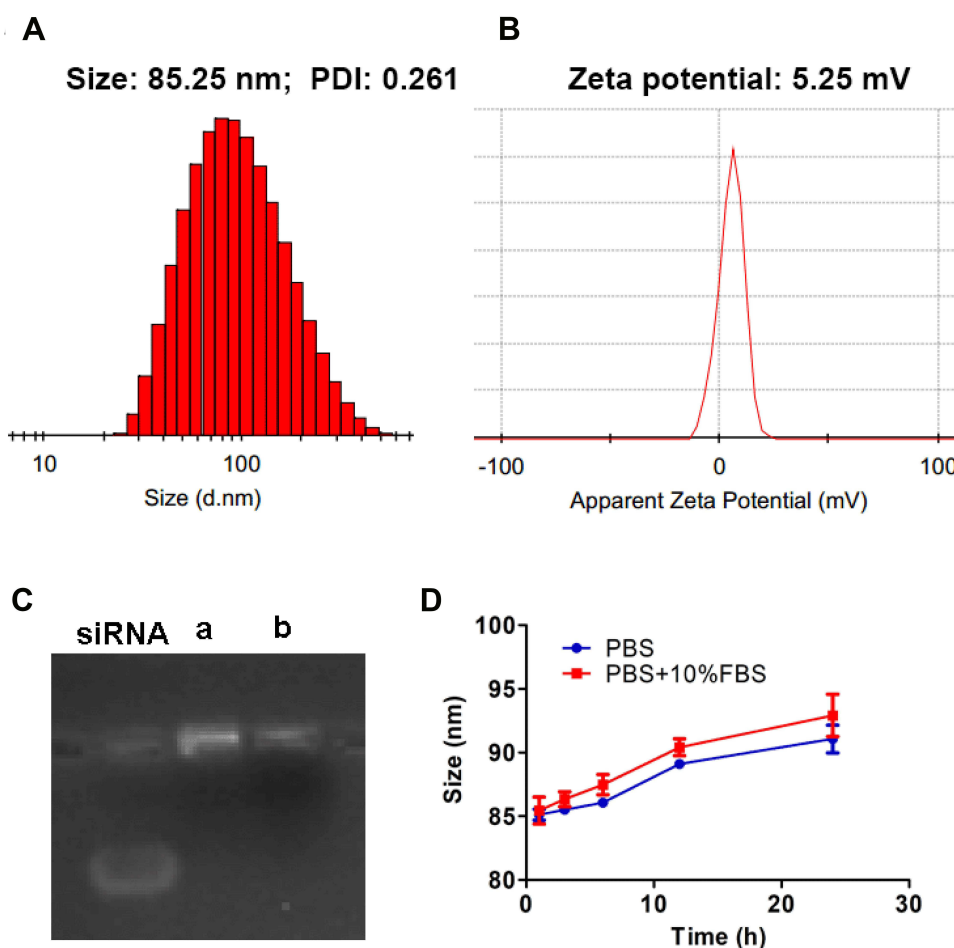 A
Size: 85.25 nm; PDI: 0.261
10
100
Size (d.nm)
B
Zeta potential: 5.25 mV
-100
0
100
Apparent Zeta Potential (mV)
C
siRNA a b
D
100
95
90
85
80
Size (nm)
PBS
PBS+10%FBS
0
10
20
30
Time (h)